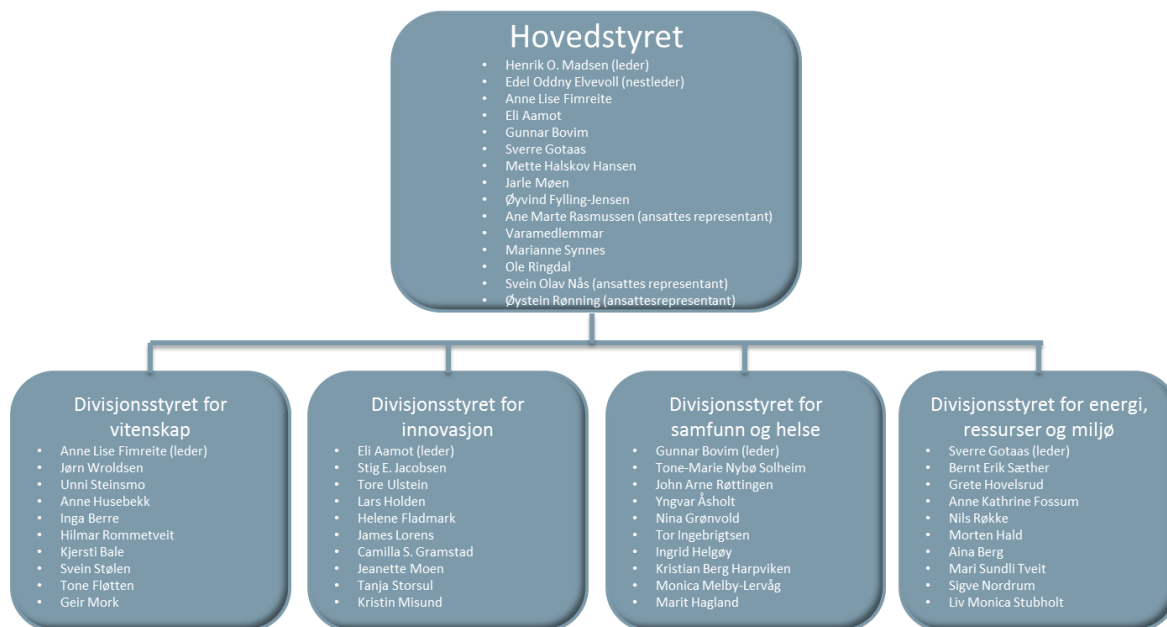 Hovedstyret
• Henrik O. Madsen (leder)
• Edel Oddny Elvevoll (nestleder)
• Anne Lise Fimreite
• Eli Aamot
• Gunnar Bovim
• Sverre Gotaas
• Mette Halskov Hansen
• Jarle Møen
• Øyvind Fylling-Jensen
• Ane Marte Rasmussen (ansattes representant)
• Varamedlemmar
• Marianne Synnes
• Ole Ringdal
• Svein Olav Nås (ansattes representant)
• Øystein Rønning (ansattesrepresentant)
Divisjonsstyret for
vitenskap
• Anne Lise Fimreite (leder)
• Jørn Wroldsen
• Unni Steinsmo
• Anne Husebekk
• Inga Berre
• Hilmar Rommetveit
• Kjersti Bale
• Svein Stølen
• Tone Fløtten
• Geir Mork
Divisjonsstyret for
innovasjon
• Eli Aamot (leder)
• Stig E. Jacobsen
• Tore Ulstein
• Lars Holden
• Helene Fladmark
• James Lorens
• Camilla S. Gramstad
• Jeanette Moen
• Tanja Storsul
• Kristin Misund
Divisjonsstyret for
samfunn og helse
• Gunnar Bovim (leder)
• Tone-Marie Nybø Solheim
• John Arne Røttingen
• Yngvar Åsholt
• Nina Grønvold
• Tor Ingebrigtsen
• Ingrid Helgøy
• Kristian Berg Harpviken
• Monica Melby-Lervåg
• Marit Hagland
Divisjonsstyret for energi,
ressurser og miljø
• Sverre Gotaas (leder)
• Bernt Erik Sæther
• Grete Hovelsrud
• Anne Kathrine Fossum
• Nils Røkke
• Morten Hald
• Aina Berg
• Mari Sundli Tveit
• Sigve Nordrum
• Liv Monica Stubholt